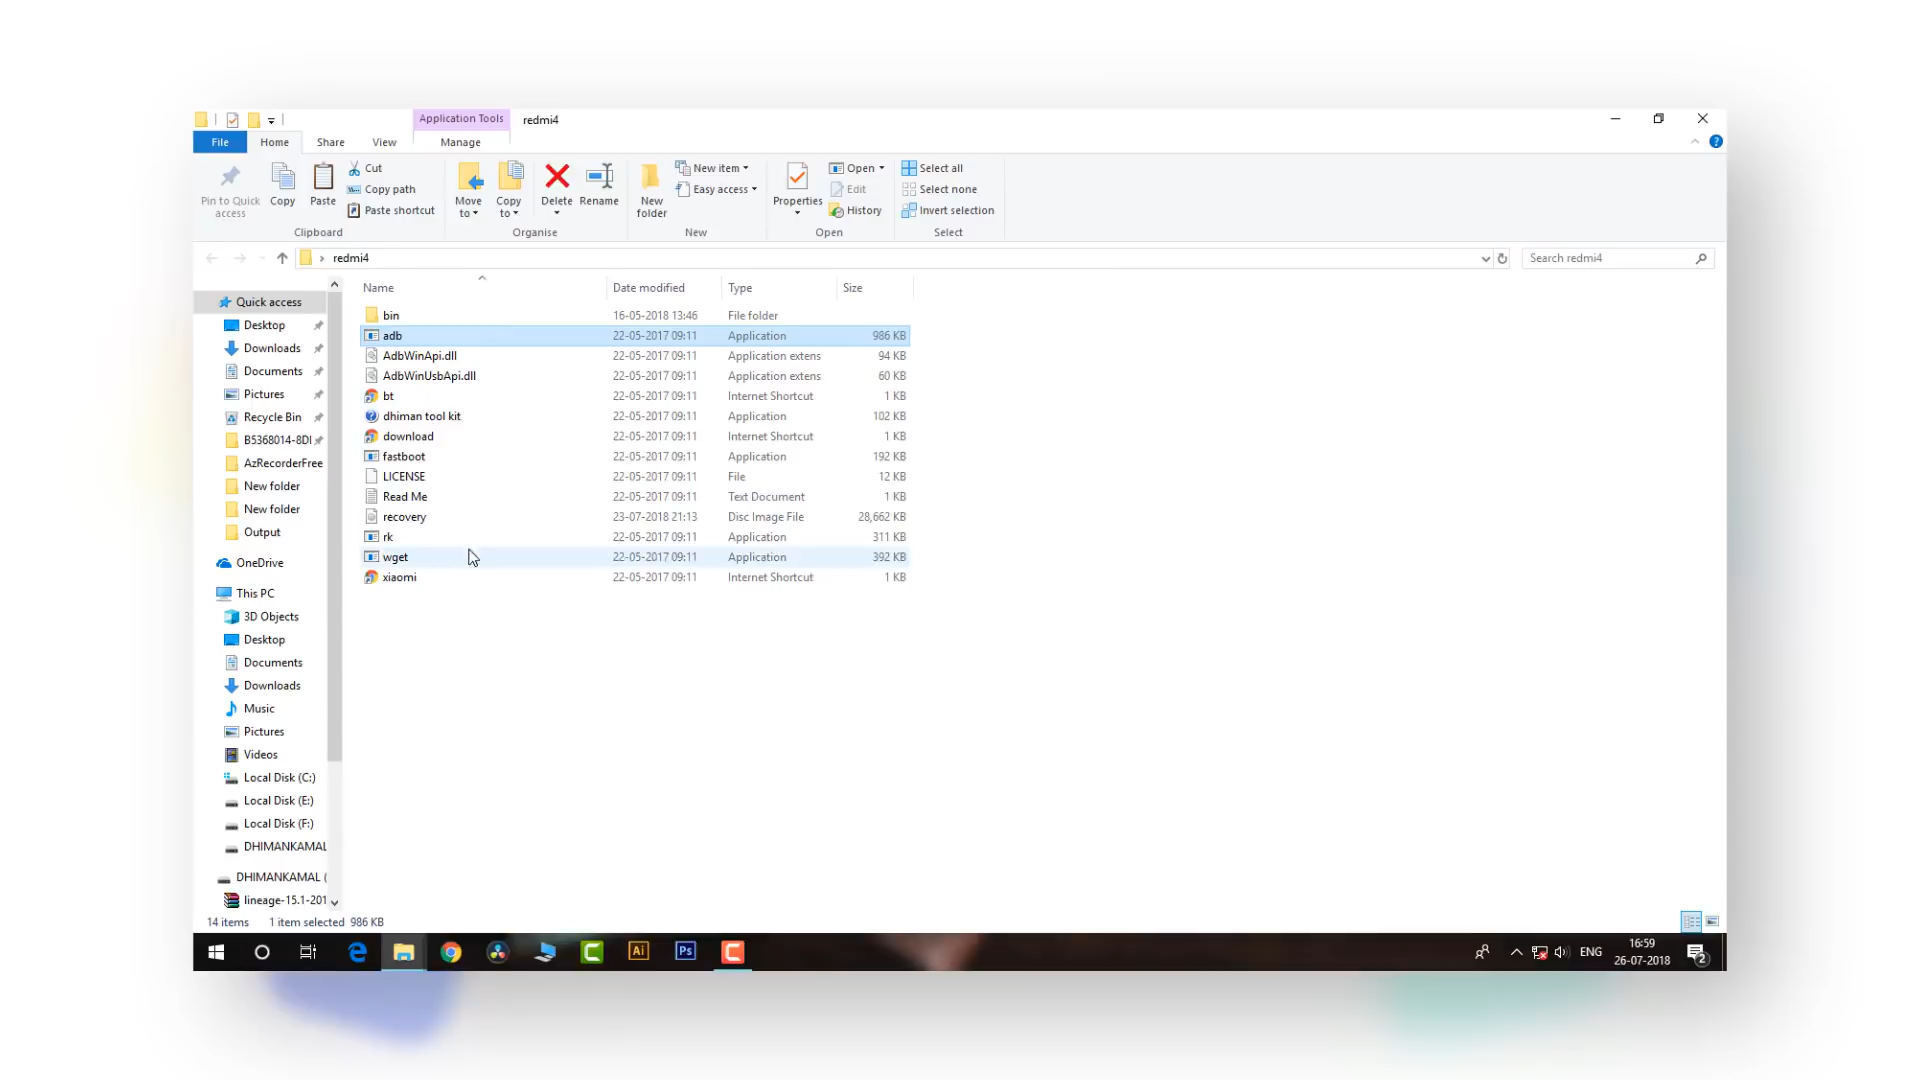 Application Tools redmi4
File Home Share View Manage
Pin to Quick access
Copy
Paste
Cut
Copy path
Paste shortcut
Clipboard
Move to
Copy to
Delete
Rename
Organise
New folder
New item
Easy access
New
Properties
Open
Edit
History
Open
Select all
Select none
Invert selection
Select
redmi4
Search redmi4
Name Date modified Type Size
bin 16-05-2018 13:46 File folder
adb 22-05-2017 09:11 Application 986 KB
AdbWinApi.dll 22-05-2017 09:11 Application extens 94 KB
AdbWinUsbApi.dll 22-05-2017 09:11 Application extens 60 KB
bt 22-05-2017 09:11 Internet Shortcut 1 KB
dhiman tool kit 22-05-2017 09:11 Application 102 KB
download 22-05-2017 09:11 Internet Shortcut 1 KB
fastboot 22-05-2017 09:11 Application 192 KB
LICENSE 22-05-2017 09:11 File 12 KB
Read Me 22-05-2017 09:11 Text Document 1 KB
recovery 23-07-2018 21:13 Disc Image File 28,662 KB
rk 22-05-2017 09:11 Application 311 KB
wget 22-05-2017 09:11 Application 392 KB
xiaomi 22-05-2017 09:11 Internet Shortcut 1 KB
Quick access
Desktop
Downloads
Documents
Pictures
Recycle Bin
B5368014-8DI
AzRecorderFree
New folder
New folder
Output
OneDrive
This PC
3D Objects
Desktop
Documents
Downloads
Music
Pictures
Videos
Local Disk (C:)
Local Disk (E:)
Local Disk (F:)
DHIMANKAMAL
DHIMANKAMAL (
lineage-15.1-201
14 items 1 item selected 986 KB
Ai Ps
ENG
16:59
26-07-2018
2